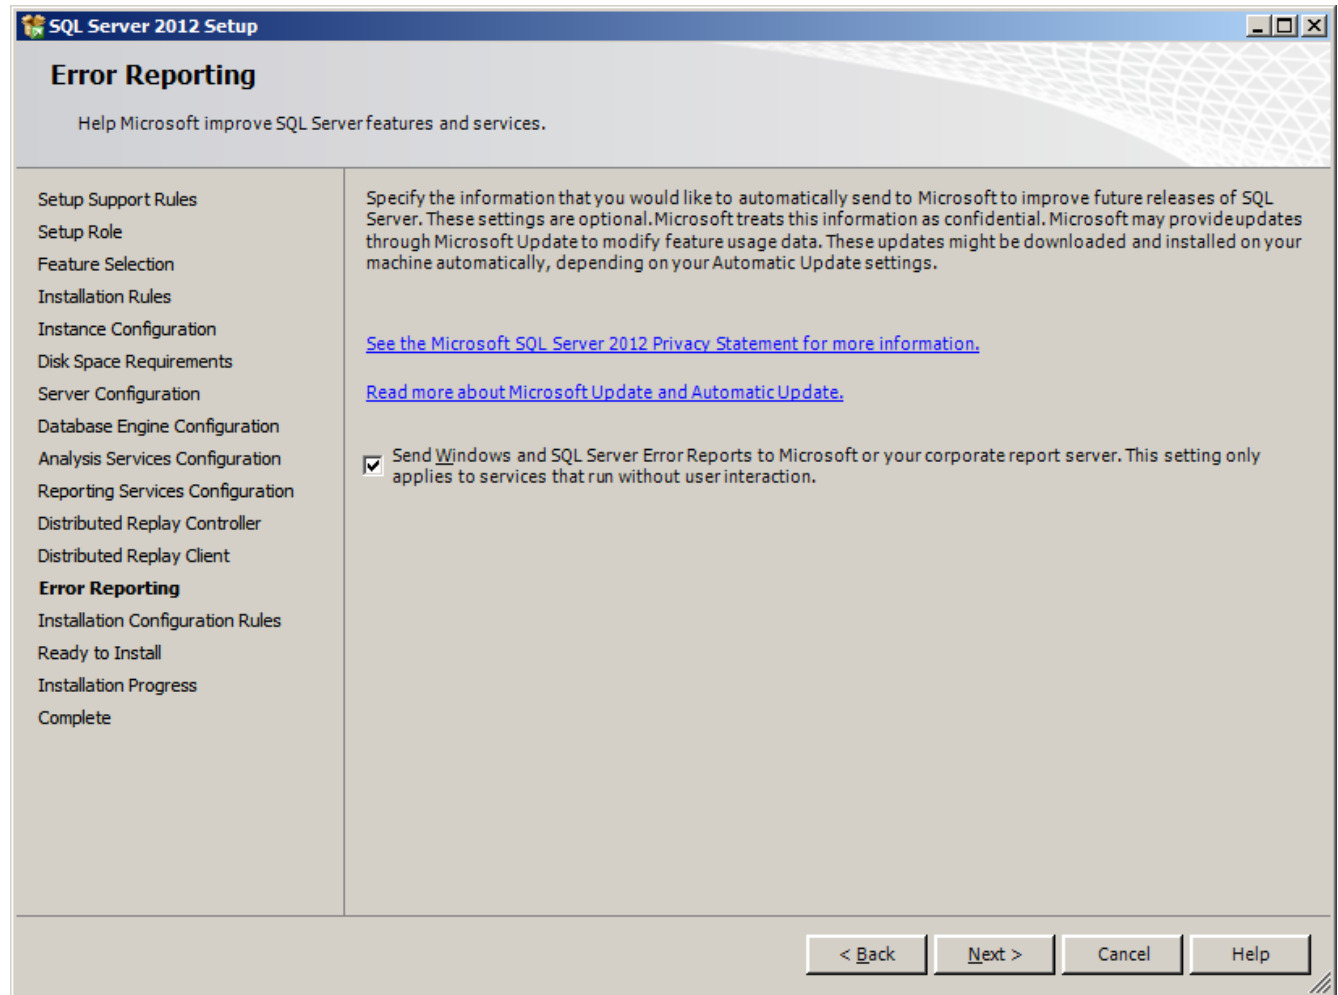 SQL Server 2012 Setup
Error Reporting
Help Microsoft improve SQL Server features and services.
Setup Support Rules
Setup Role
Feature Selection
Installation Rules
Instance Configuration
Disk Space Requirements
Server Configuration
Database Engine Configuration
Analysis Services Configuration
Reporting Services Configuration
Distributed Replay Controller
Distributed Replay Client
Error Reporting
Installation Configuration Rules
Ready to Install
Installation Progress
Complete
Specify the information that you would like to automatically send to Microsoft to improve future releases of SQL
Server. These settings are optional. Microsoft treats this information as confidential. Microsoft may provide updates
through Microsoft Update to modify feature usage data. These updates might be downloaded and installed on your
machine automatically, depending on your Automatic Update settings.
See the Microsoft SQL Server 2012 Privacy Statement for more information.
Read more about Microsoft Update and Automatic Update.
Send Windows and SQL Server Error Reports to Microsoft or your corporate report server. This setting only
applies to services that run without user interaction.
< Back
Next >
Cancel
Help